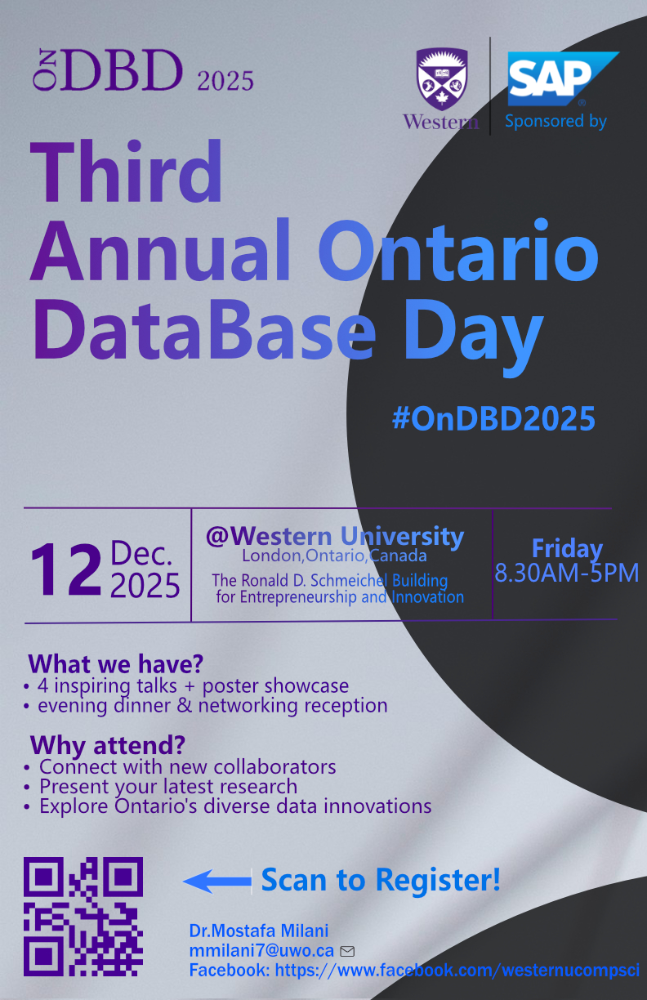 ONDBD 2025
Western
SAP
®
Sponsored by
Third
Annual Ontario
DataBase Day
#OnDBD2025
12 Dec.
2025
@Western University
London,Ontario,Canada
The Ronald D. Schmeichel Building
for Entrepreneurship and Innovation
Friday
8.30AM-5PM
What we have?
• 4 inspiring talks + poster showcase
• evening dinner & networking reception
Why attend?
• Connect with new collaborators
• Present your latest research
• Explore Ontario's diverse data innovations
Scan to Register!
Dr.Mostafa Milani
mmilani7@uwo.ca
Facebook: https://www.facebook.com/westernucompsci